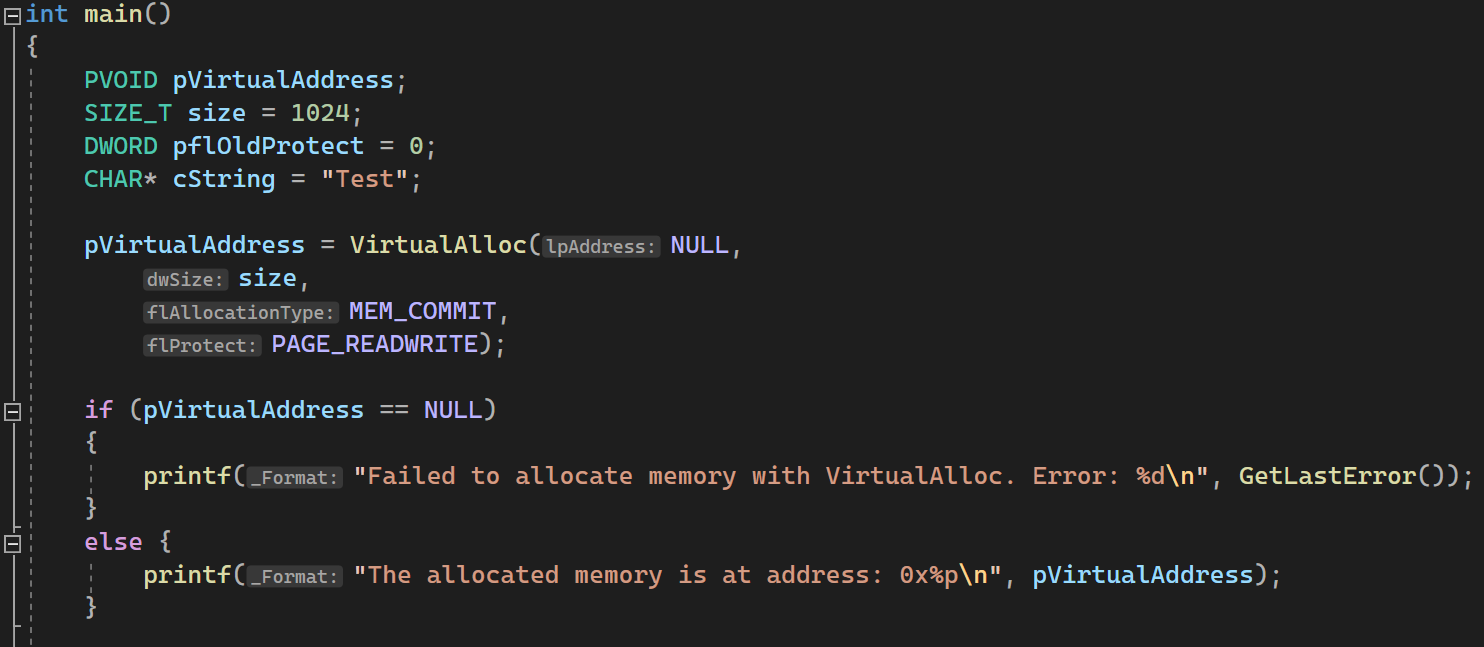 int main()
{
    PVOID pVirtualAddress;
    SIZE_T size = 1024;
    DWORD pflOldProtect = 0;
    CHAR* cString = "Test";

    pVirtualAddress = VirtualAlloc(lpAddress: NULL,
        dwSize: size,
        flAllocationType: MEM_COMMIT,
        flProtect: PAGE_READWRITE);

    if (pVirtualAddress == NULL)
    {
        printf(_Format: "Failed to allocate memory with VirtualAlloc. Error: %d\n", GetLastError());
    }
    else {
        printf(_Format: "The allocated memory is at address: 0x%p\n", pVirtualAddress);
    }